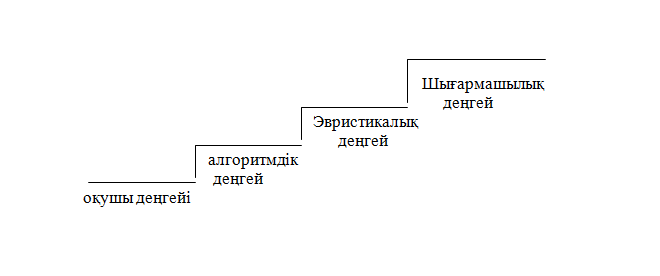 Шығармашылық
деңгей
Эвристикалық
деңгей
алгоритмдік
деңгей
оқушы деңгейі